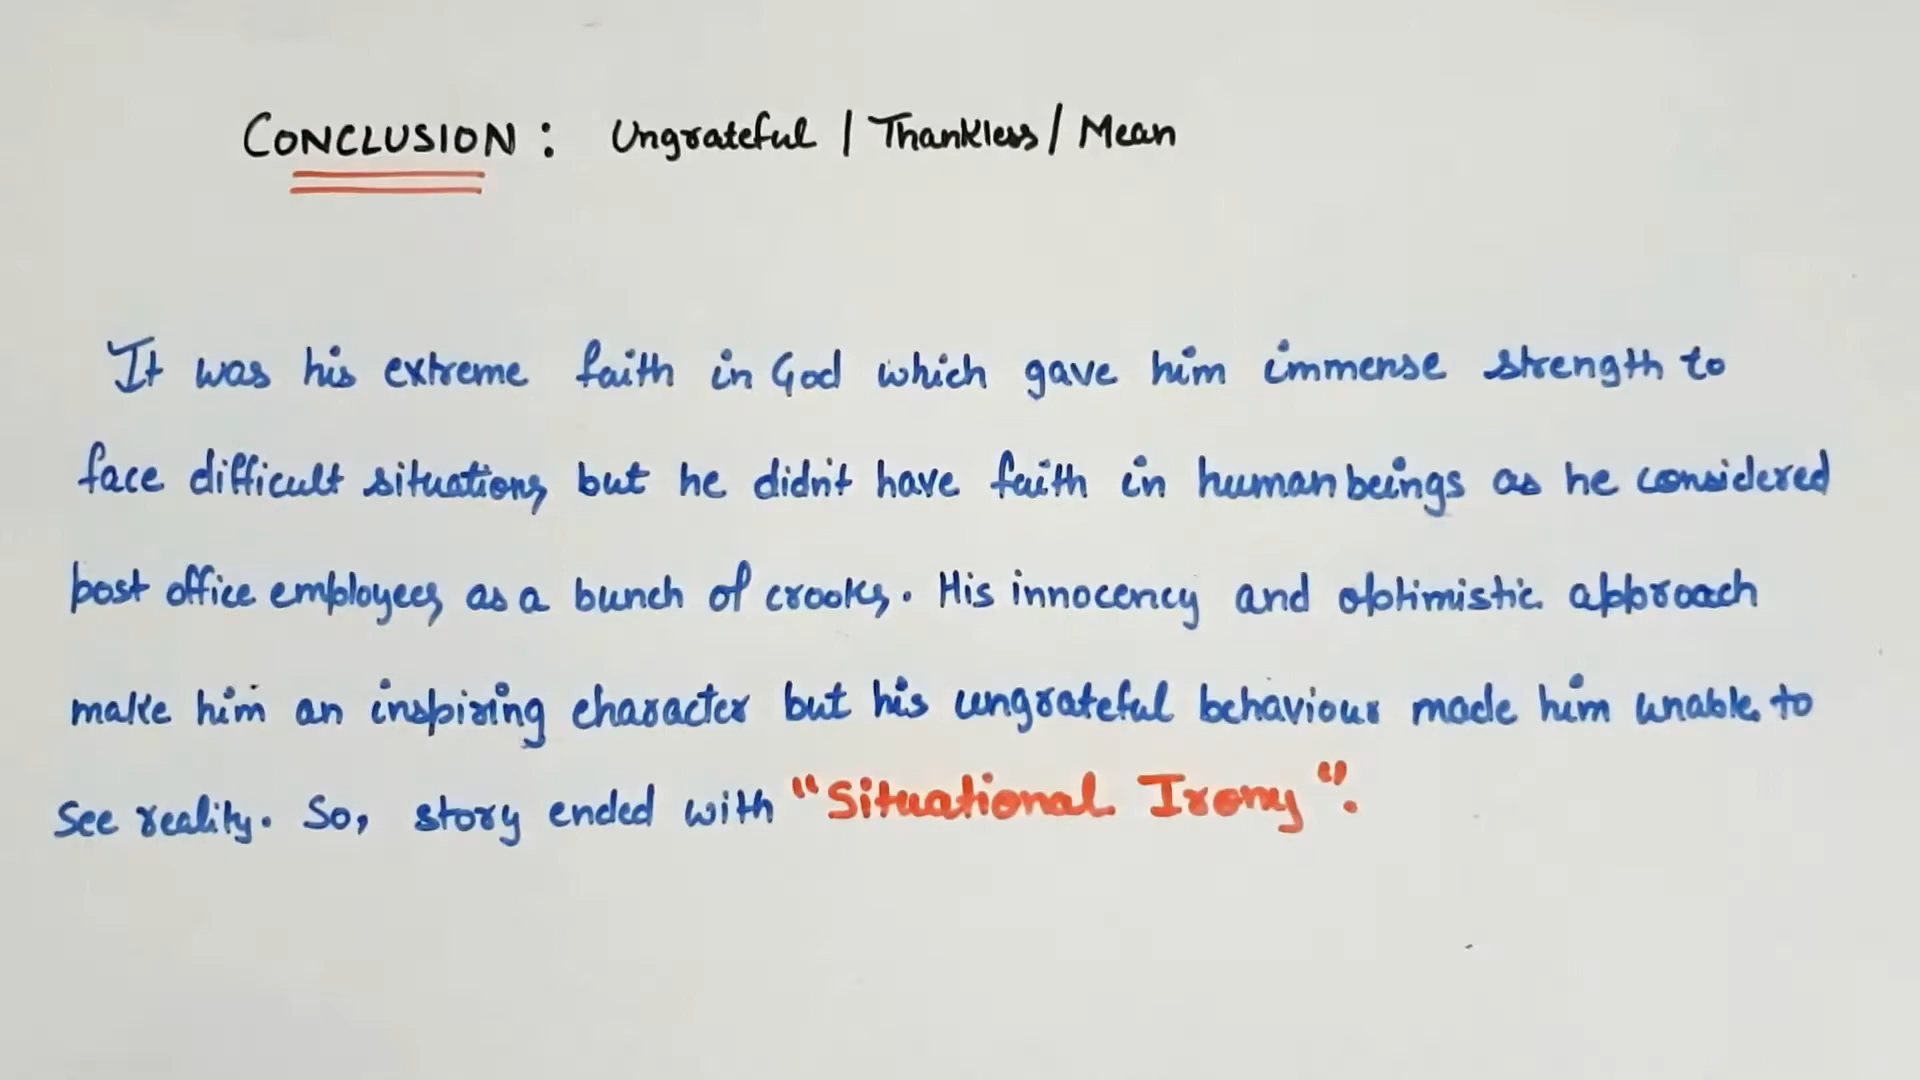 CONCLUSION: Ungrateful | Thankless / Mean
It was his extreme faith in God which gave him immense strength to
face difficult situations, but he didn't have faith in human beings as he considered
post office employees as a bunch of crooks. His innocency and optimistic approach
make him an inspiring character but his ungrateful behaviour made him unable to
see reality. So, story ended with "Situational Irony".